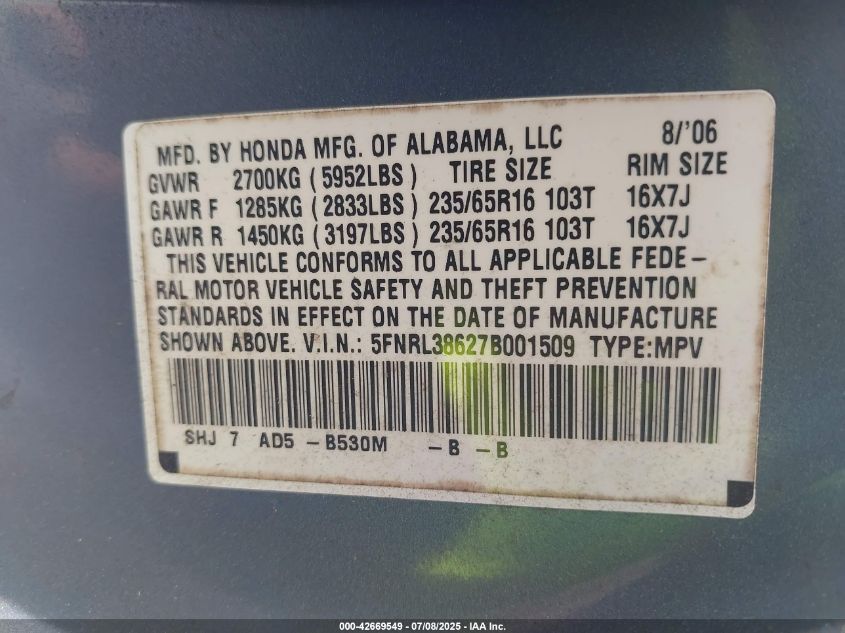 MFD. BY HONDA MFG. OF ALABAMA, LLC 8/'06
GVWR 2700KG (5952LBS) TIRE SIZE RIM SIZE
GAWR F 1285KG (2833LBS) 235/65R16 103T 16X7J
GAWR R 1450KG (3197LBS) 235/65R16 103T 16X7J
THIS VEHICLE CONFORMS TO ALL APPLICABLE FEDE-
RAL MOTOR VEHICLE SAFETY AND THEFT PREVENTION
STANDARDS IN EFFECT ON THE DATE OF MANUFACTURE
SHOWN ABOVE. V.I.N.: 5FNRL38627B001509 TYPE:MPV
SHJ 7 AD5 -B530M -B -B
000-42669549 - 07/08/2025 - IAA Inc.